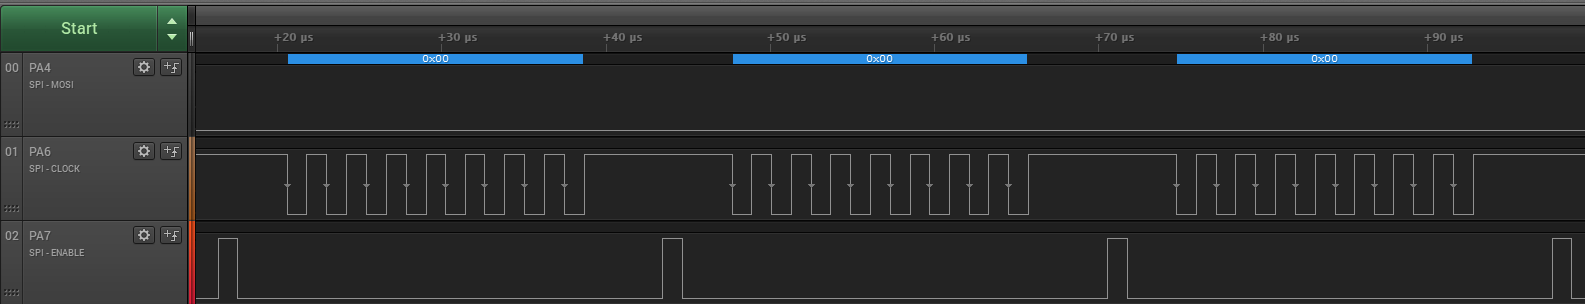 Start
+20 µs +30 µs +40 µs +50 µs +60 µs +70 µs +80 µs +90 µs
0x00 0x00 0x00
00 PA4
SPI - MOSI
01 PA6
SPI - CLOCK
02 PA7
SPI - ENABLE